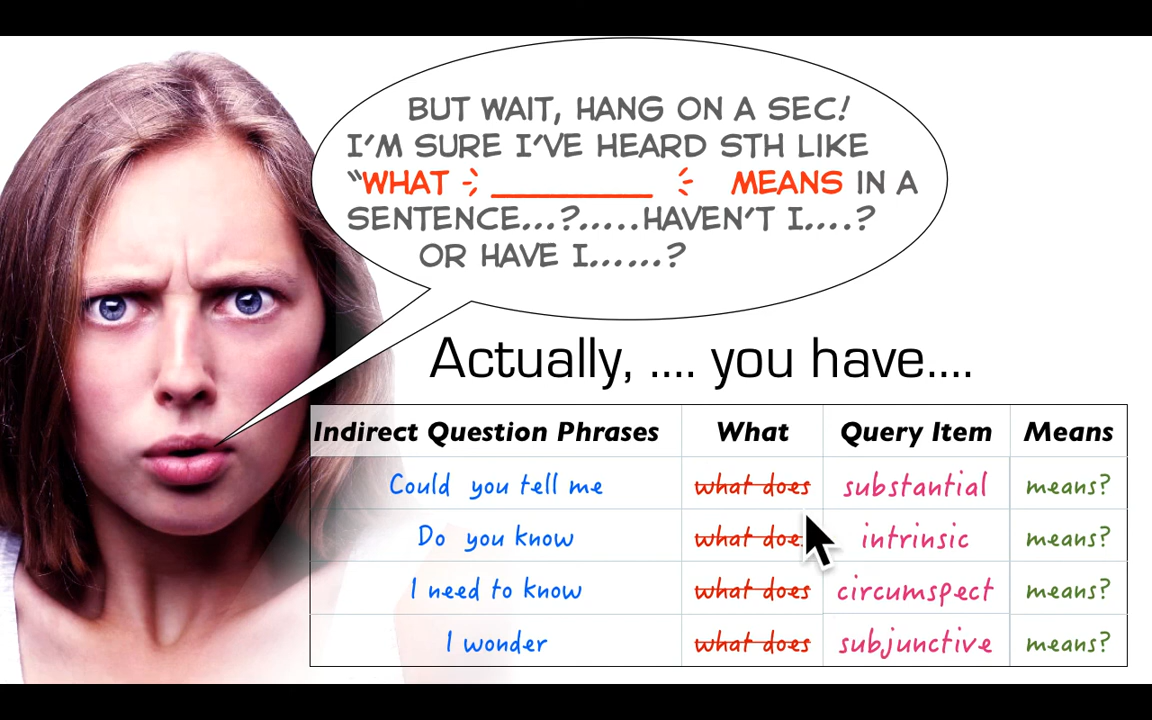 BUT WAIT, HANG ON A SEC!
I'M SURE I'VE HEARD STH LIKE
“WHAT __________ MEANS IN A
SENTENCE...?.....HAVEN'T I....?
OR HAVE I......?
Actually, .... you have....
Indirect Question Phrases What Query Item Means
Could you tell me what does substantial means?
Do you know what does intrinsic means?
I need to know what does circumspect means?
I wonder what does subjunctive means?